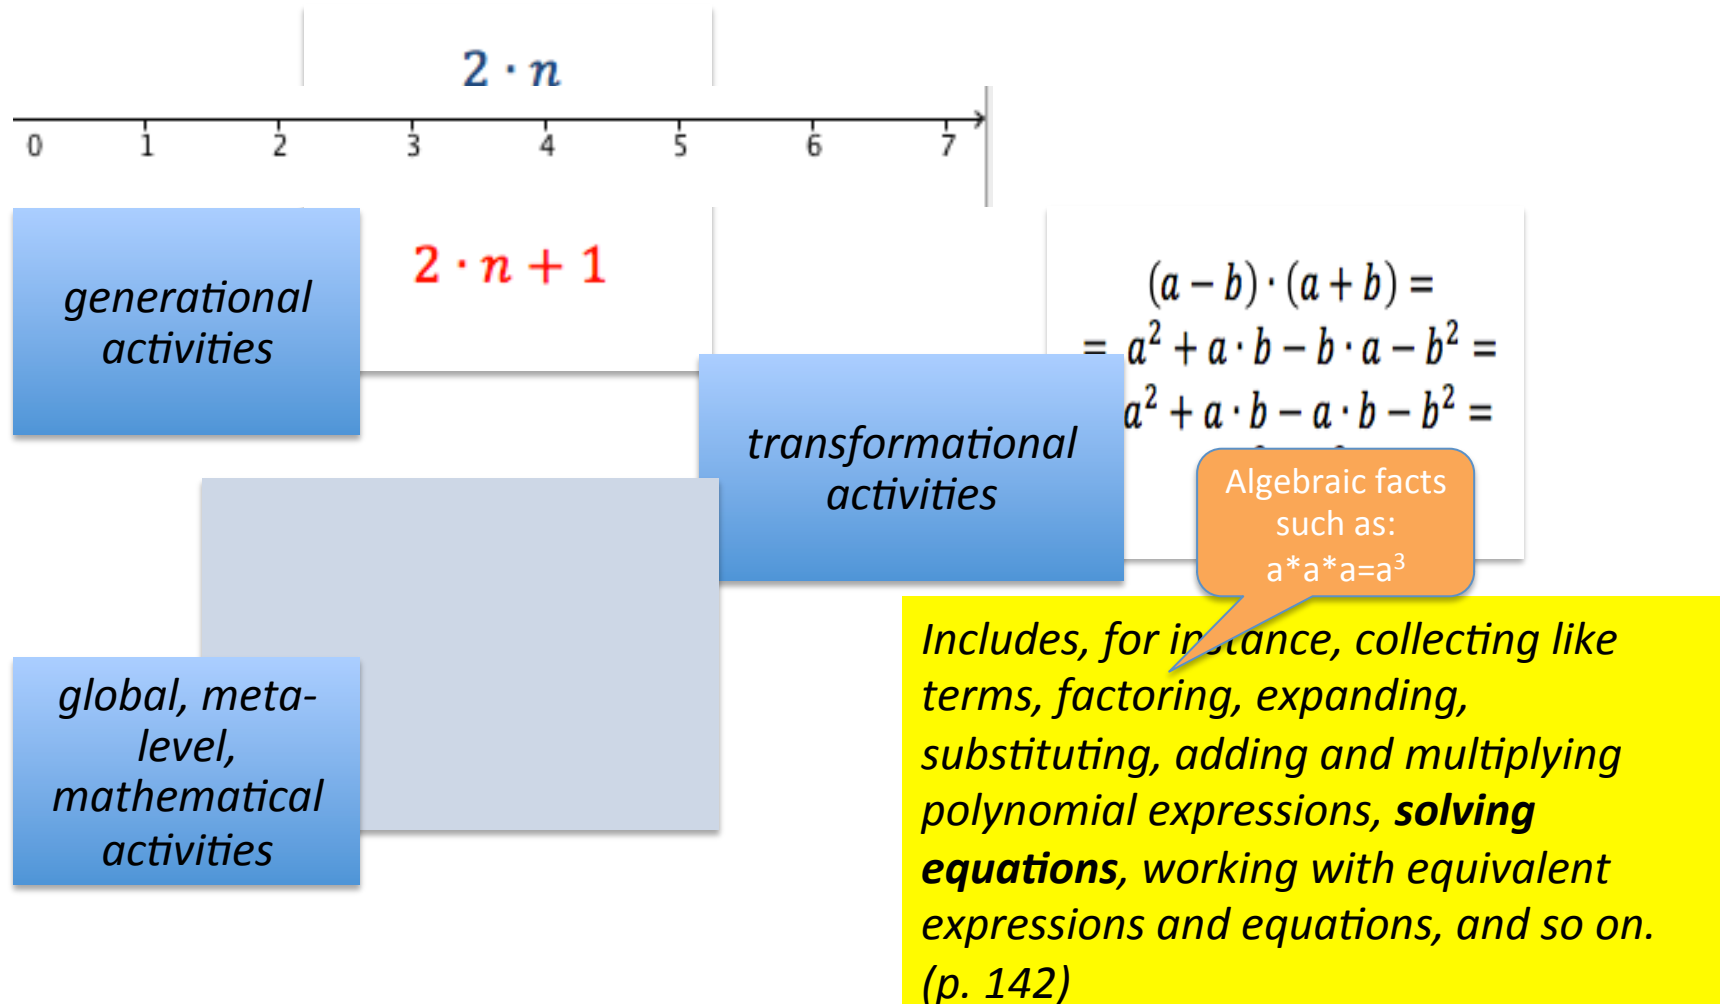 2 · n
0 1 2 3 4 5 6 7
generational
activities
2 · n + 1
(a − b) · (a + b) =
= a² + a · b − b · a − b² =
a² + a · b − a · b − b² =
transformational
activities
Algebraic facts
such as:
a*a*a=a³
global, meta-
level,
mathematical
activities
Includes, for instance, collecting like
terms, factoring, expanding,
substituting, adding and multiplying
polynomial expressions, solving
equations, working with equivalent
expressions and equations, and so on.
(p. 142)